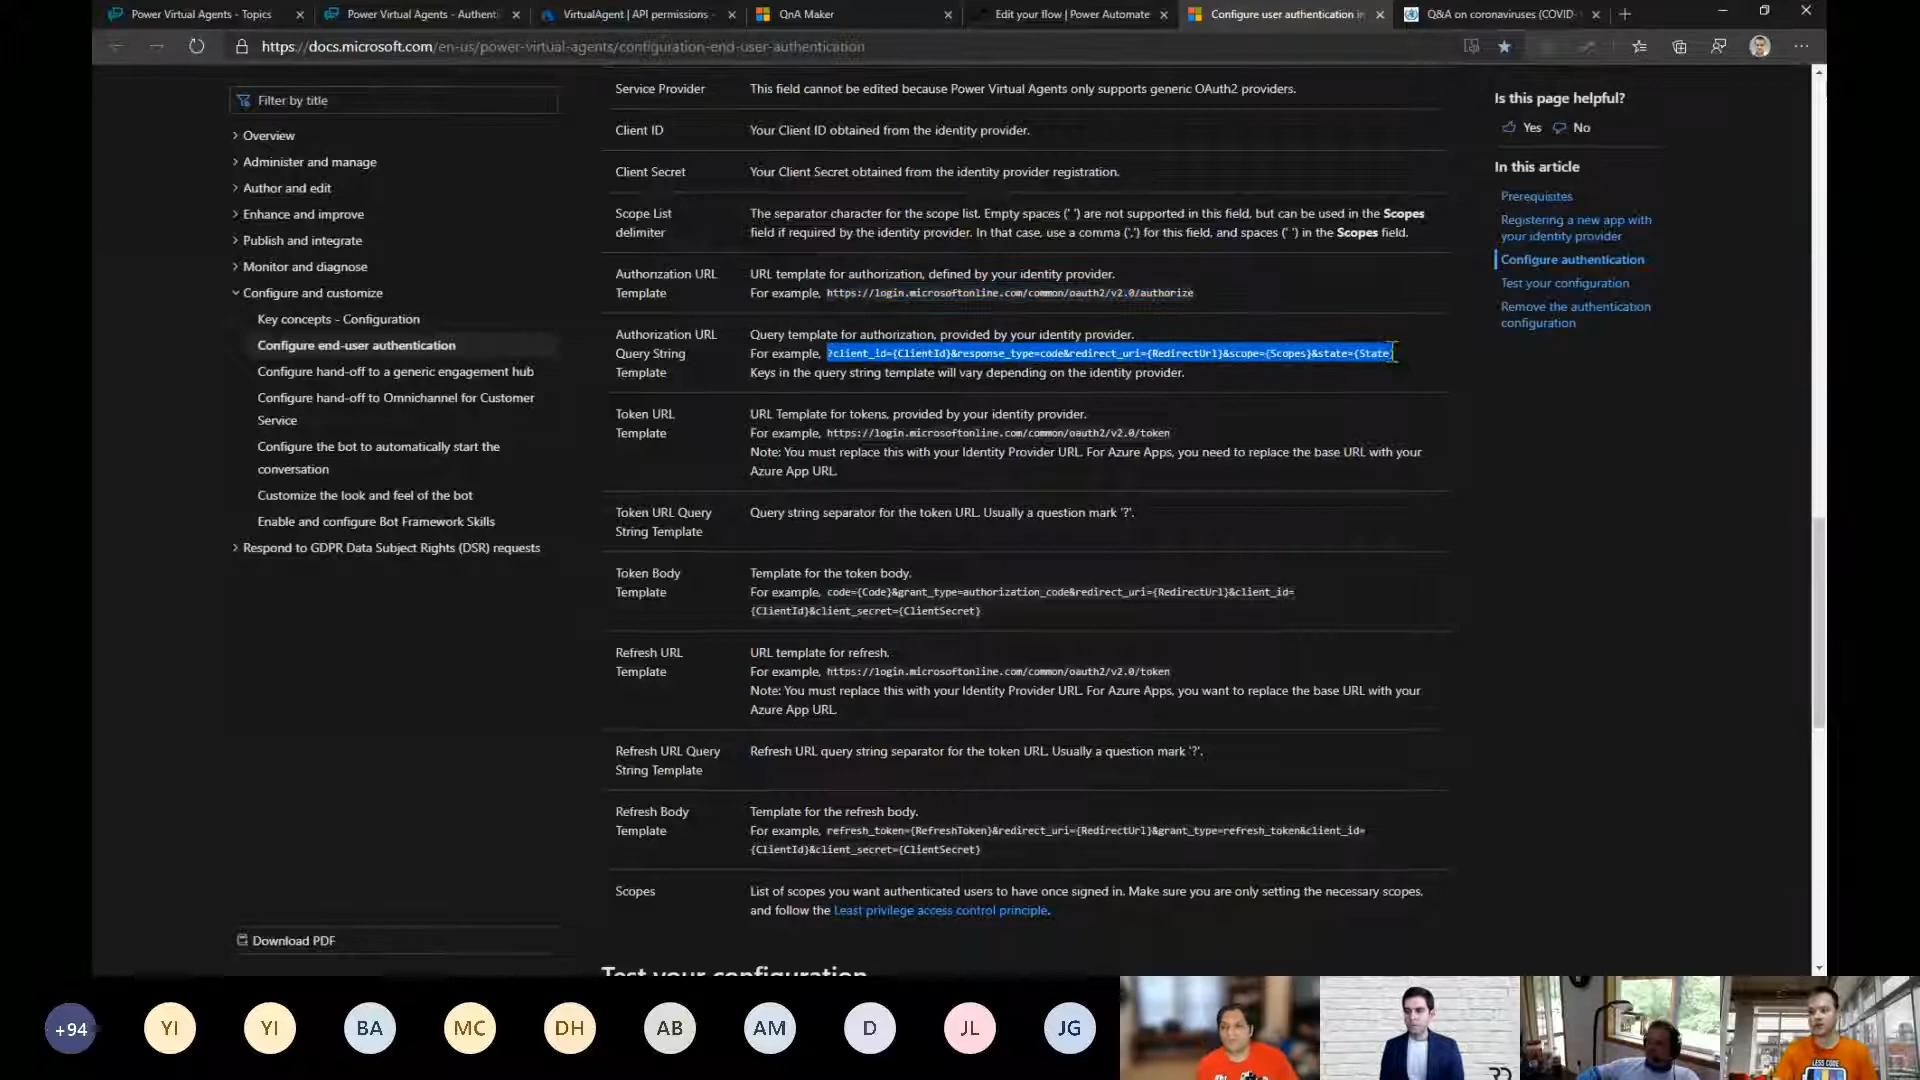 Power Virtual Agents - Topics
Power Virtual Agents - Authenti
VirtualAgent | API permissions -
QnA Maker
Edit your flow | Power Automate
Configure user authentication in
Q&A on coronaviruses (COVID-
https://docs.microsoft.com/en-us/power-virtual-agents/configuration-end-user-authentication
Filter by title
Overview
Administer and manage
Author and edit
Enhance and improve
Publish and integrate
Monitor and diagnose
Configure and customize
Key concepts - Configuration
Configure end-user authentication
Configure hand-off to a generic engagement hub
Configure hand-off to Omnichannel for Customer
Service
Configure the bot to automatically start the
conversation
Customize the look and feel of the bot
Enable and configure Bot Framework Skills
Respond to GDPR Data Subject Rights (DSR) requests
Download PDF
Service Provider
This field cannot be edited because Power Virtual Agents only supports generic OAuth2 providers.
Client ID
Your Client ID obtained from the identity provider.
Client Secret
Your Client Secret obtained from the identity provider registration.
Scope List
delimiter
The separator character for the scope list. Empty spaces (' ') are not supported in this field, but can be used in the Scopes
field if required by the identity provider. In that case, use a comma (',') for this field, and spaces (' ') in the Scopes field.
Authorization URL
Template
URL template for authorization, defined by your identity provider.
For example, https://login.microsoftonline.com/common/oauth2/v2.0/authorize
Authorization URL
Query String
Template
Query template for authorization, provided by your identity provider.
For example, ?client_id={ClientId}&response_type=code&redirect_uri={RedirectUrl}&scope={Scopes}&state={State}
Keys in the query string template will vary depending on the identity provider.
Token URL
Template
URL Template for tokens, provided by your identity provider.
For example, https://login.microsoftonline.com/common/oauth2/v2.0/token
Note: You must replace this with your Identity Provider URL. For Azure Apps, you need to replace the base URL with your
Azure App URL.
Token URL Query
String Template
Query string separator for the token URL. Usually a question mark '?'.
Token Body
Template
Template for the token body.
For example, code={Code}&grant_type=authorization_code&redirect_uri={RedirectUrl}&client_id=
{ClientId}&client_secret={ClientSecret}
Refresh URL
Template
URL template for refresh.
For example, https://login.microsoftonline.com/common/oauth2/v2.0/token
Note: You must replace this with your Identity Provider URL. For Azure Apps, you want to replace the base URL with your
Azure App URL.
Refresh URL Query
String Template
Refresh URL query string separator for the token URL. Usually a question mark '?'.
Refresh Body
Template
Template for the refresh body.
For example, refresh_token={RefreshToken}&redirect_uri={RedirectUrl}&grant_type=refresh_token&client_id=
{ClientId}&client_secret={ClientSecret}
Scopes
List of scopes you want authenticated users to have once signed in. Make sure you are only setting the necessary scopes.
and follow the Least privilege access control principle.
Test your configuration
Is this page helpful?
Yes
No
In this article
Prerequisites
Registering a new app with
your identity provider
Configure authentication
Test your configuration
Remove the authentication
configuration
+94
YI
YI
BA
MC
DH
AB
AM
D
JL
JG
LESS CODE